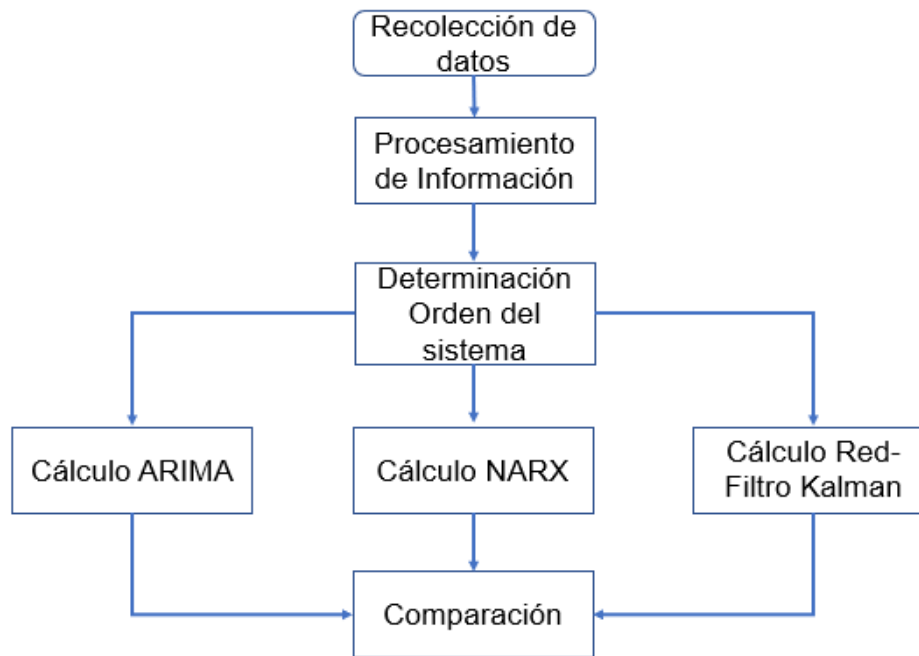 Recolección de
datos
Procesamiento
de Información
Determinación
Orden del
sistema
Cálculo ARIMA
Cálculo NARX
Cálculo Red-
Filtro Kalman
Comparación